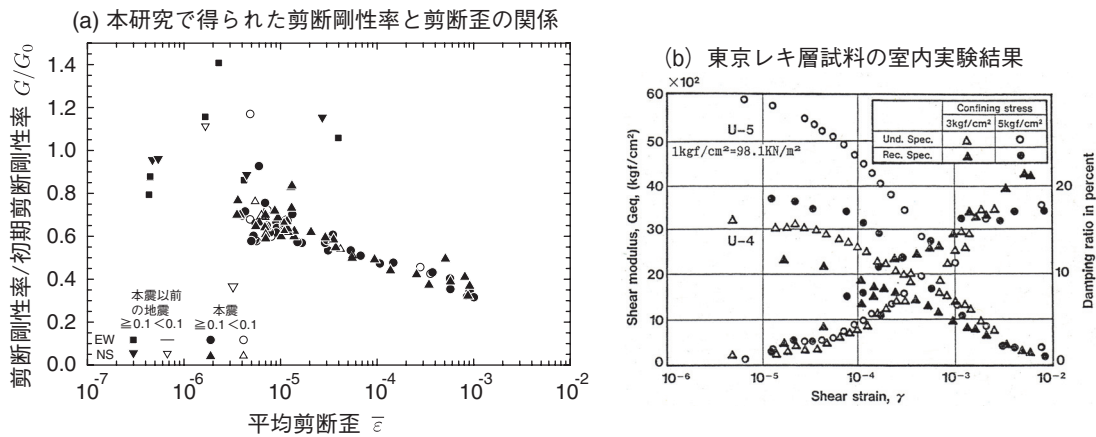 (a) 本研究で得られた剪断剛性率と剪断歪の関係
剪断剛性率/初期剪断剛性率 G/G₀
1.4
1.2
1.0
0.8
0.6
0.4
0.2
0.0
本震以前
の地震
≧0.1<0.1
本震
≧0.1<0.1
EW
NS
10⁻⁷
10⁻⁶
10⁻⁵
10⁻⁴
10⁻³
10⁻²
平均剪断歪 ε̅
(b) 東京レキ層試料の室内実験結果
×10²
Shear modulus, Geq, (kgf/cm²)
60
50
40
30
20
10
0
U-5
1kgf/cm²=98.1KN/m²
U-4
Confining stress
3kgf/cm² 5kgf/cm²
Und. Spec.
Rec. Spec.
20
10
0
Damping ratio in percent
10⁻⁶
10⁻⁵
10⁻⁴
10⁻³
10⁻²
Shear strain, γ